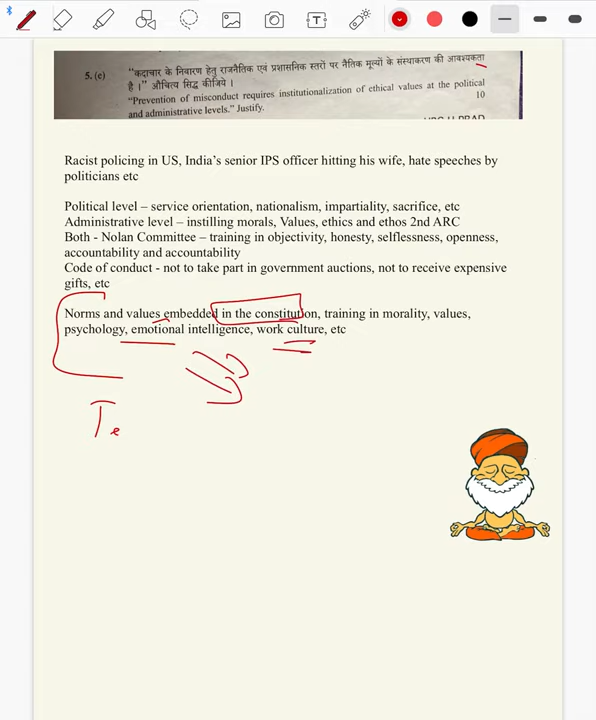 5. (e) "कदाचार के निवारण हेतु राजनैतिक एवं प्रशासनिक स्तरों पर नैतिक मूल्यों के संस्थाकरण की आवश्यकता
है।" औचित्य सिद्ध कीजिये।
"Prevention of misconduct requires institutionalization of ethical values at the political
and administrative levels." Justify. 10
Racist policing in US, India's senior IPS officer hitting his wife, hate speeches by
politicians etc
Political level – service orientation, nationalism, impartiality, sacrifice, etc
Administrative level – instilling morals, Values, ethics and ethos 2nd ARC
Both - Nolan Committee – training in objectivity, honesty, selflessness, openness,
accountability and accountability
Code of conduct - not to take part in government auctions, not to receive expensive
gifts, etc
Norms and values embedded in the constitution, training in morality, values,
psychology, emotional intelligence, work culture, etc
Te